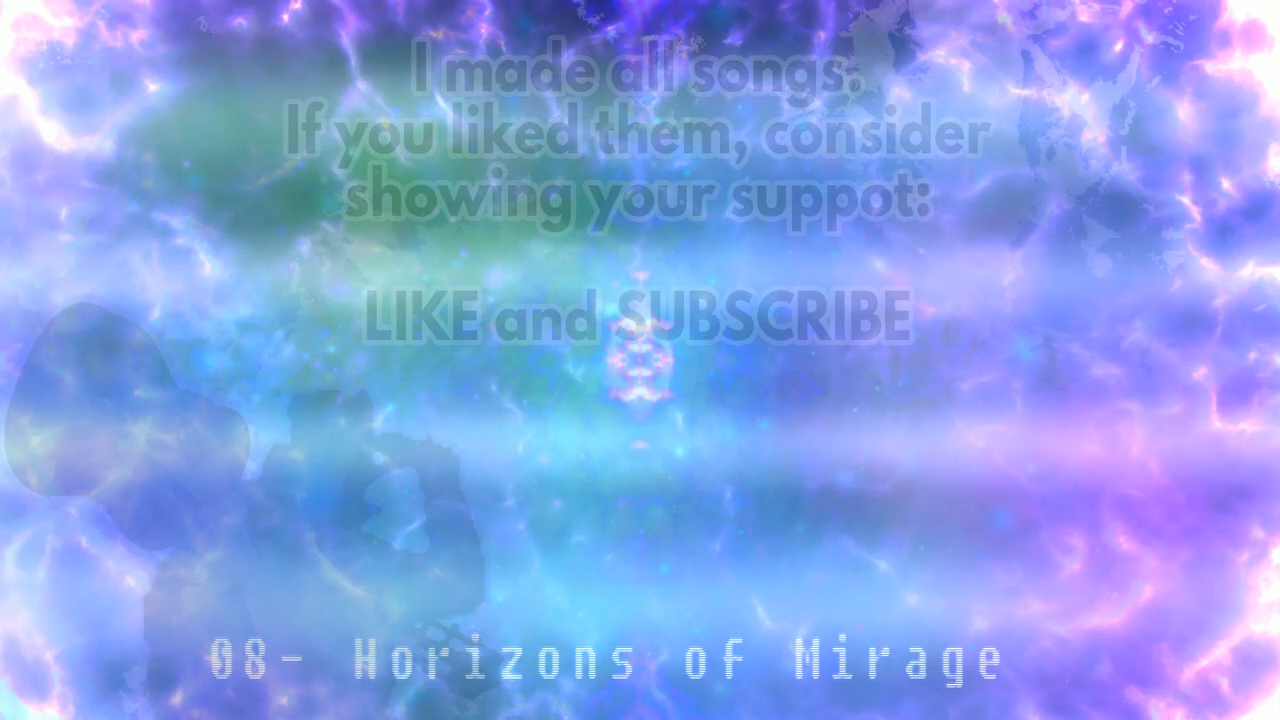 I made all songs.
If you liked them, consider
showing your suppot:
LIKE and SUBSCRIBE
08- Horizons of Mirage